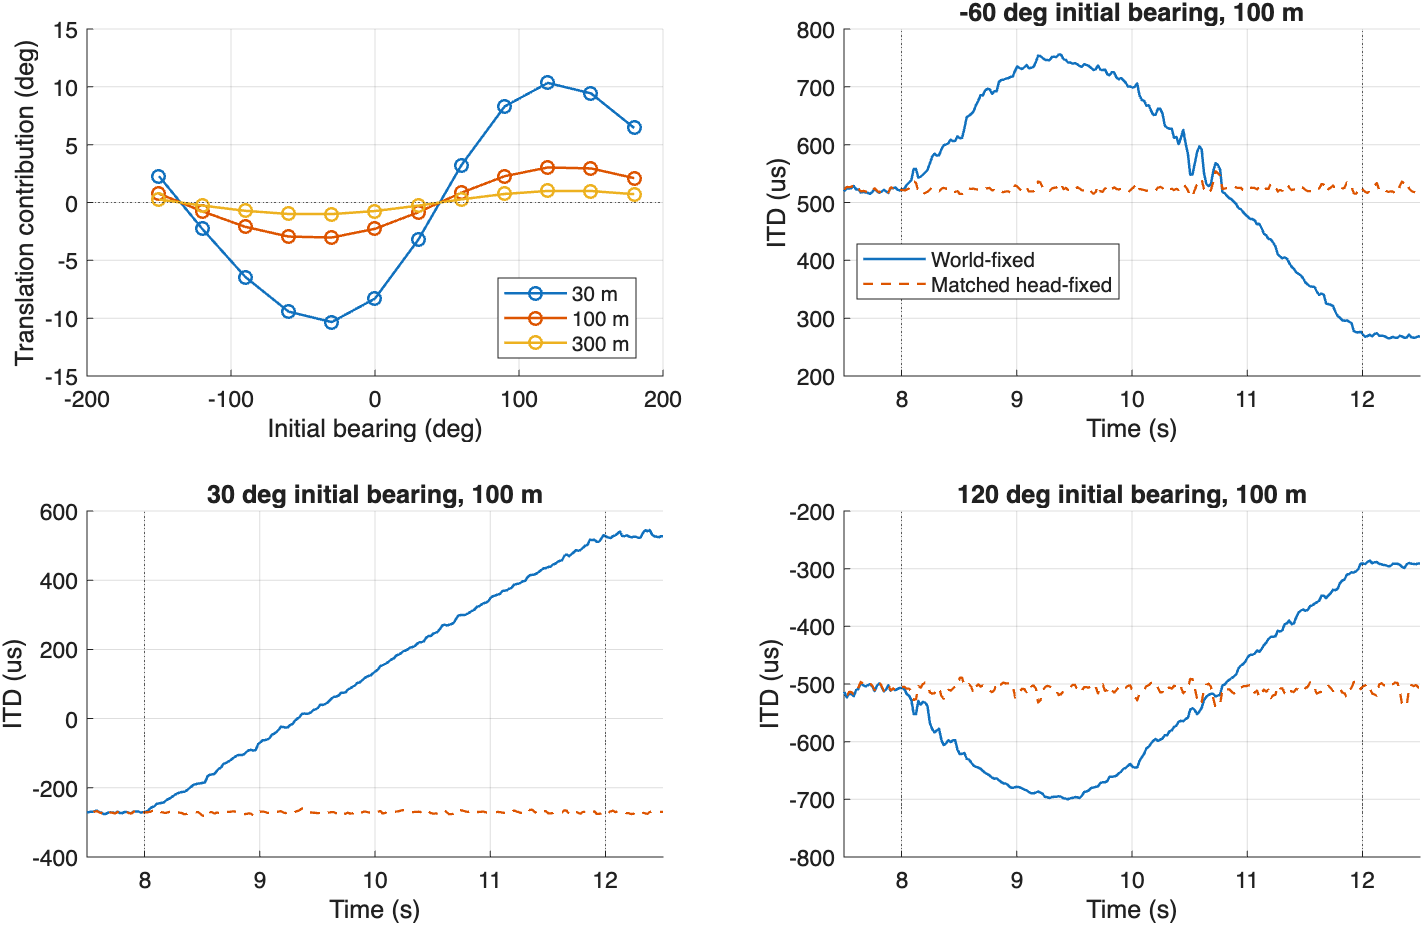 15
10
5
0
-5
-10
-15
-200
-100
0
100
200
Translation contribution (deg)
Initial bearing (deg)
30 m
100 m
300 m
-60 deg initial bearing, 100 m
800
700
600
500
400
300
200
8
9
10
11
12
ITD (us)
Time (s)
World-fixed
Matched head-fixed
30 deg initial bearing, 100 m
600
400
200
0
-200
-400
8
9
10
11
12
ITD (us)
Time (s)
120 deg initial bearing, 100 m
-200
-300
-400
-500
-600
-700
-800
8
9
10
11
12
ITD (us)
Time (s)